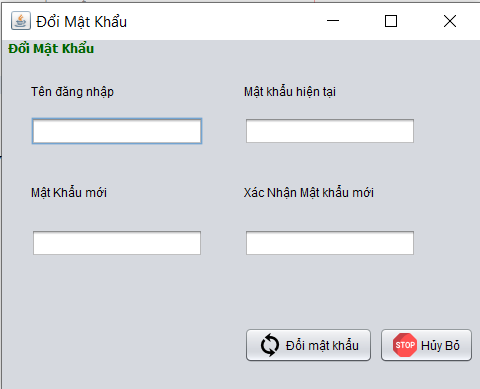 Đổi Mật Khẩu
Đổi Mật Khẩu
Tên đăng nhập
Mật khẩu hiện tại
Mật Khẩu mới
Xác Nhận Mật khẩu mới
Đổi mật khẩu
STOP Hủy Bỏ